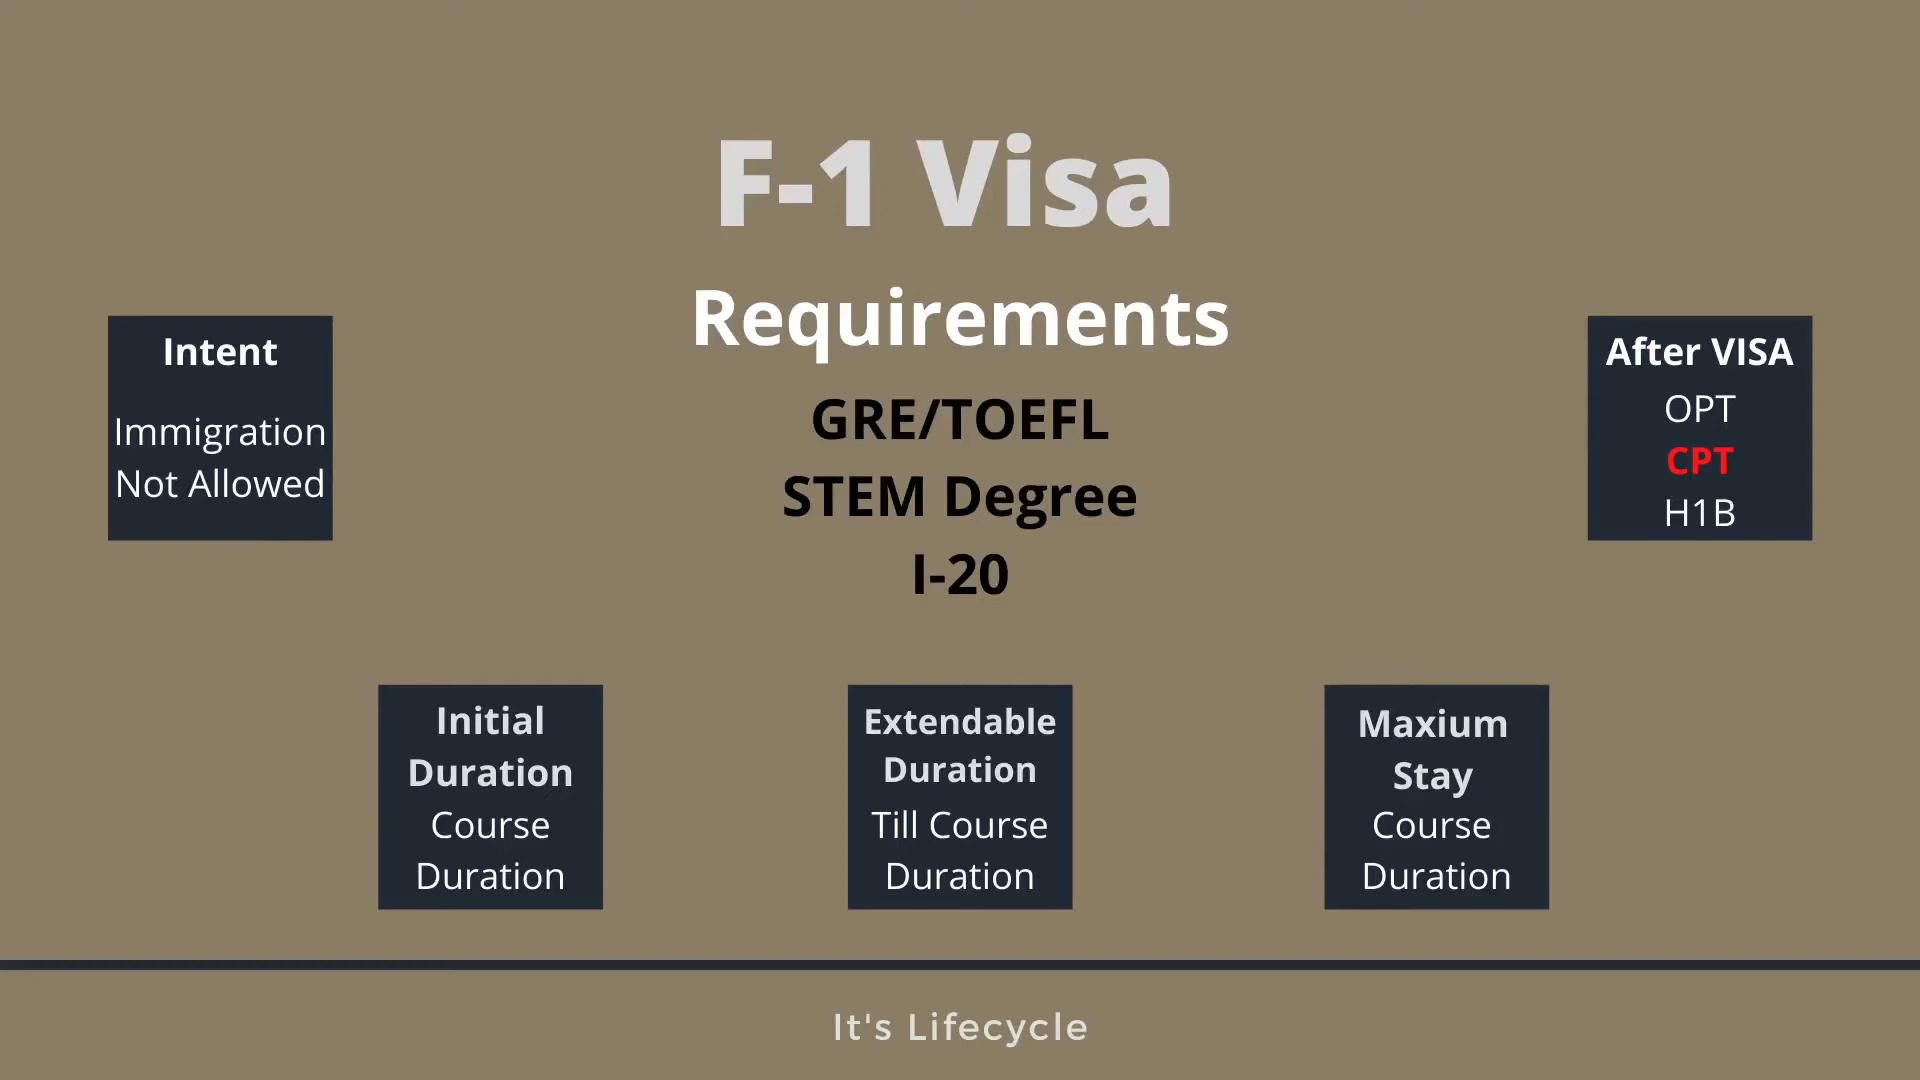 F-1 Visa
Requirements
GRE/TOEFL
STEM Degree
I-20
Intent
Immigration
Not Allowed
After VISA
OPT
CPT
H1B
Initial
Duration
Course
Duration
Extendable
Duration
Till Course
Duration
Maxium
Stay
Course
Duration
It's Lifecycle